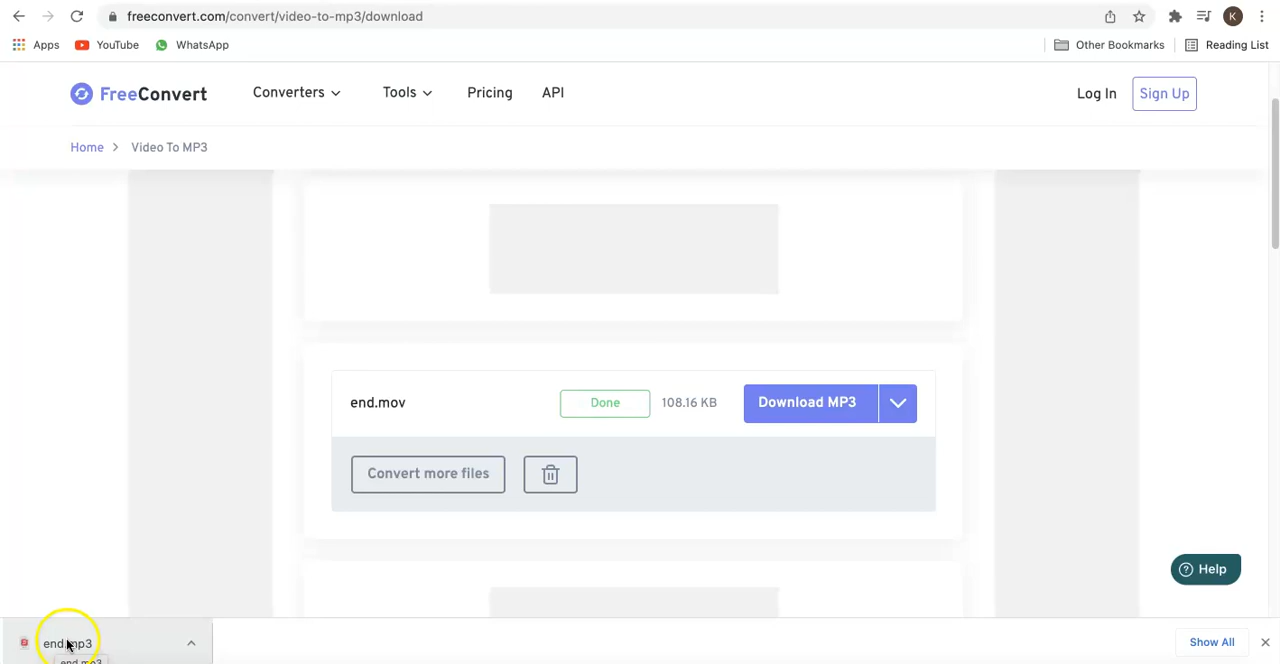 freeconvert.com/convert/video-to-mp3/download
K
Apps YouTube WhatsApp Other Bookmarks Reading List
FreeConvert Converters Tools Pricing API Log In Sign Up
Home > Video To MP3
end.mov Done 108.16 KB Download MP3
Convert more files
Help
end.mp3 Show All
end.mp3